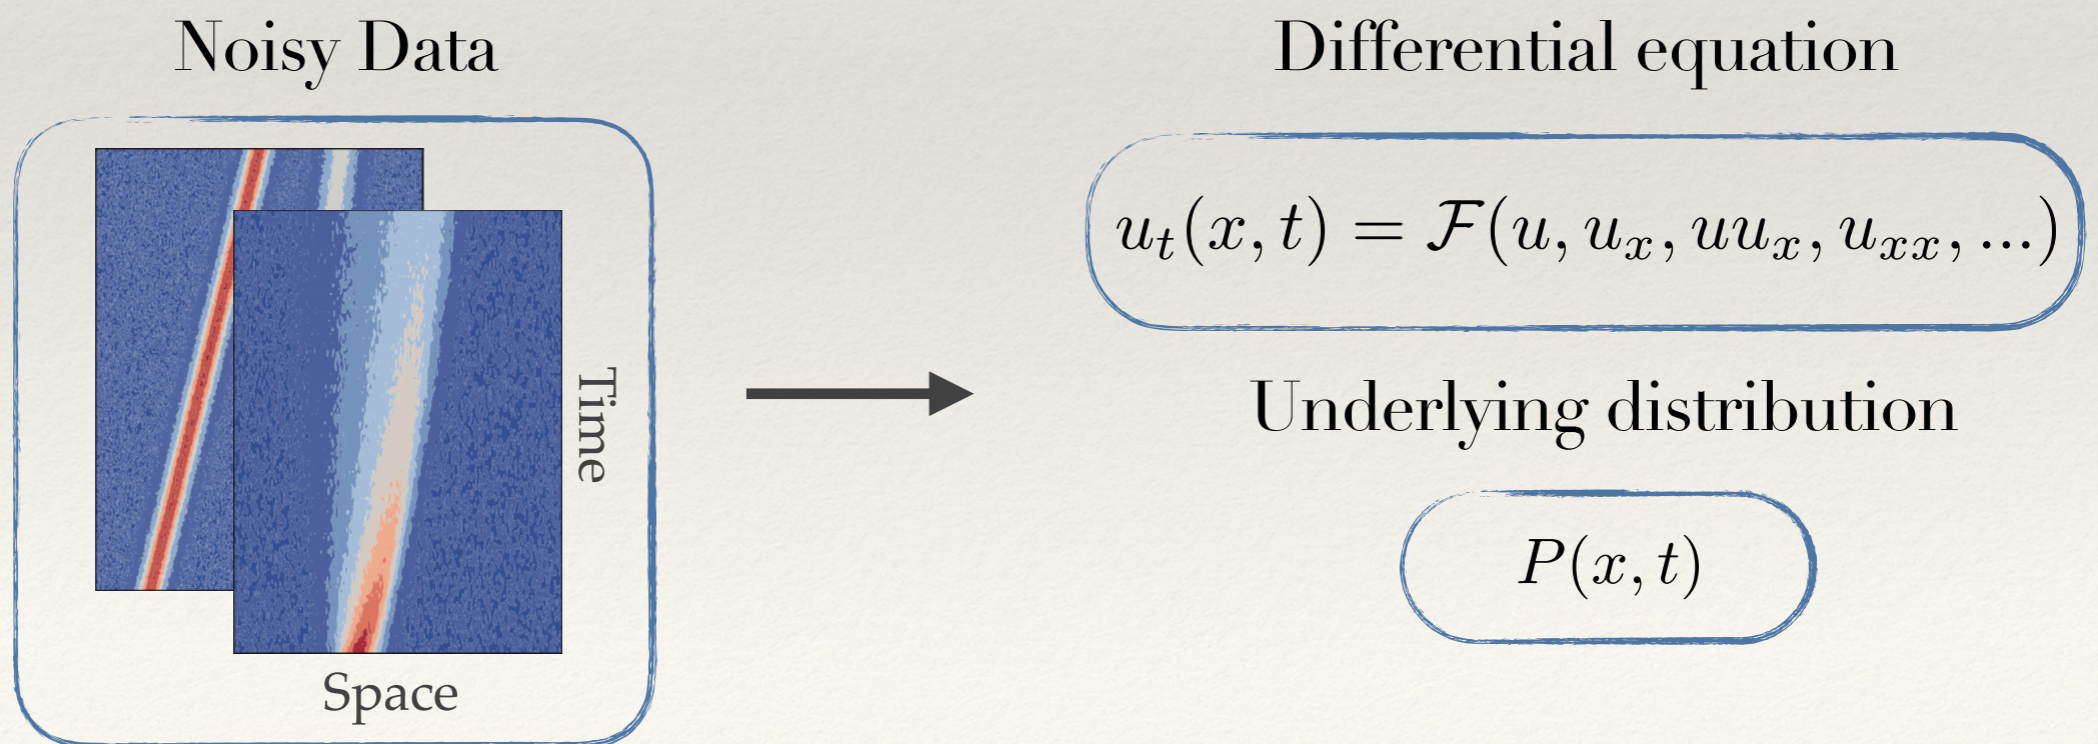 Noisy Data
Time
Space
Differential equation
u_t(x, t) = \mathcal{F}(u, u_x, uu_x, u_{xx}, ...)
Underlying distribution
P(x, t)